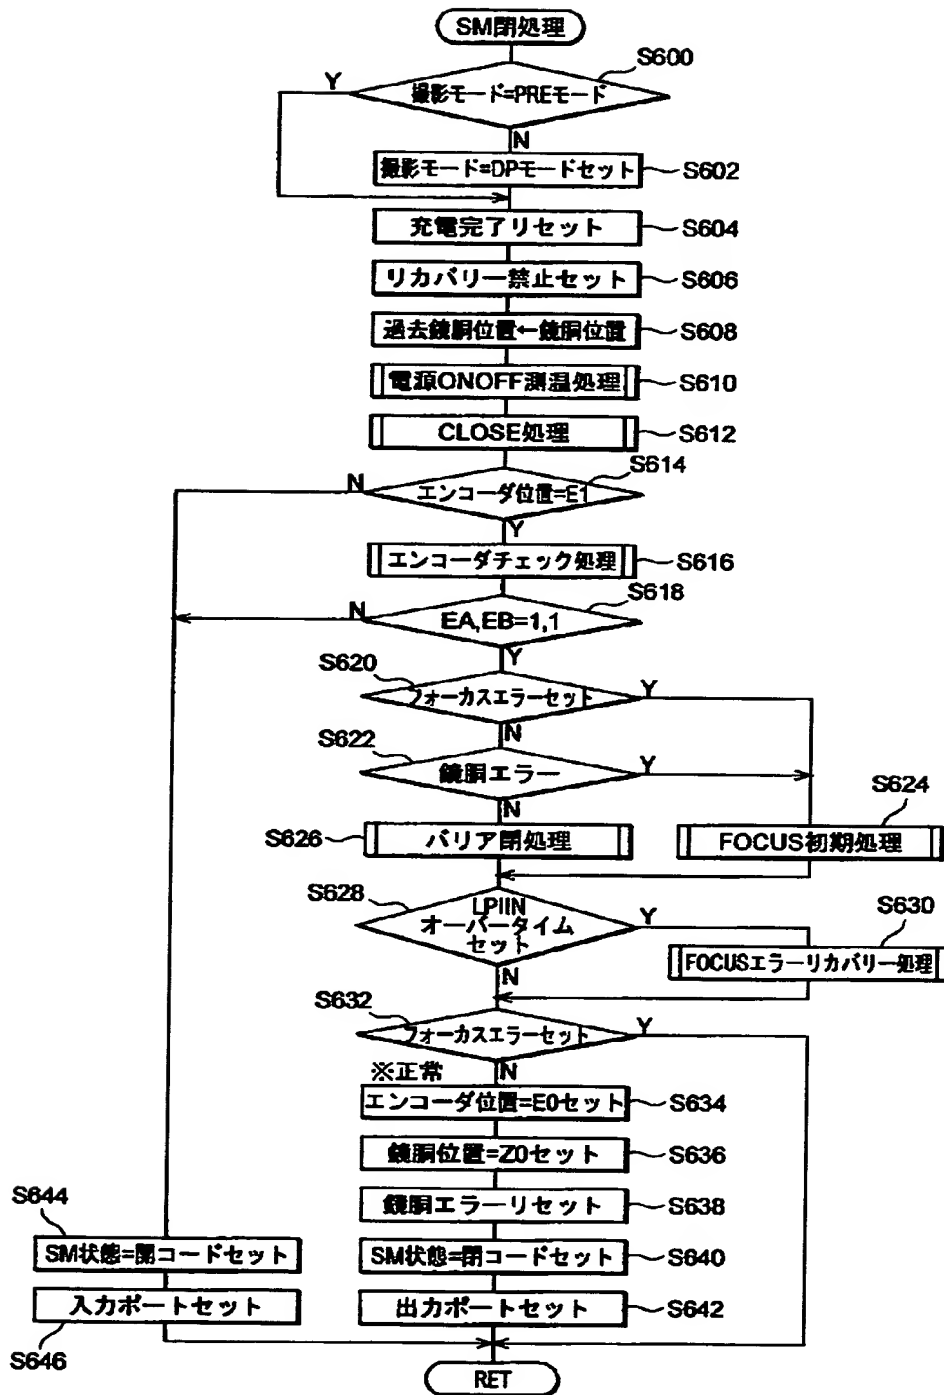 SM閉処理
S600
Y
撮影モード=PREモード
N
撮影モード=DPモードセット
S602
充電完了リセット
S604
リカバリー禁止セット
S606
過去鏡胴位置←鏡胴位置
S608
電源ONOFF測温処理
S610
CLOSE処理
S612
S614
N
エンコーダ位置=E1
Y
エンコーダチェック処理
S616
S618
N
EA,EB=1,1
Y
S620
フォーカスエラーセット
Y
N
S622
鏡胴エラー
Y
N
S624
S626
バリア閉処理
FOCUS初期処理
S628
LPIIN
オーバータイム
セット
Y
S630
FOCUSエラーリカバリー処理
N
S632
フォーカスエラーセット
Y
N
※正常
エンコーダ位置=E0セット
S634
鏡胴位置=Z0セット
S636
鏡胴エラーリセット
S638
S644
SM状態=開コードセット
SM状態=閉コードセット
S640
入力ポートセット
出力ポートセット
S642
S646
RET